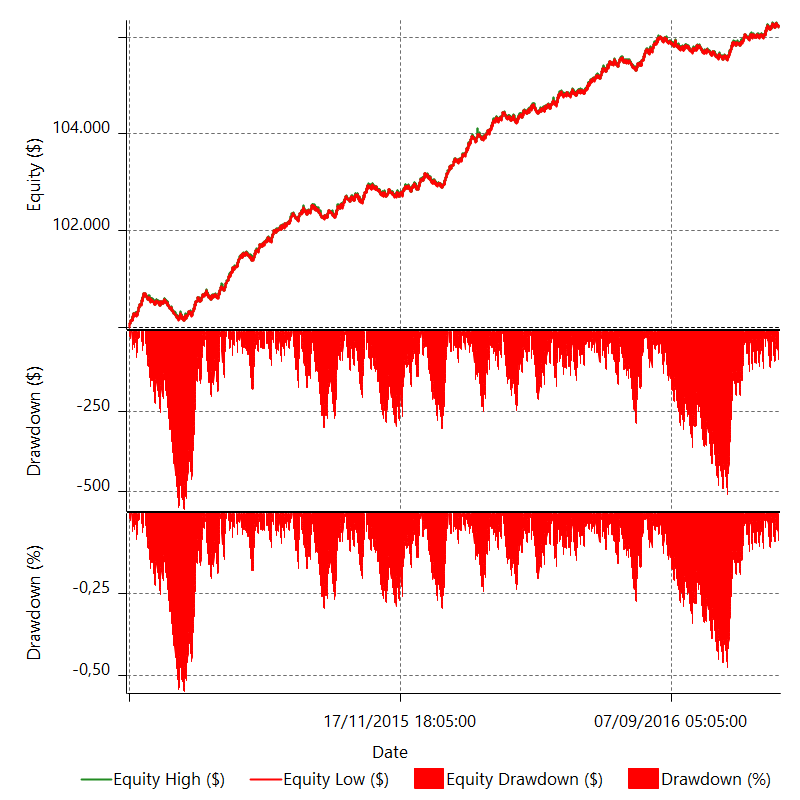 Equity ($)
104.000
102.000
Drawdown ($)
-250
-500
Drawdown (%)
-0,25
-0,50
17/11/2015 18:05:00 07/09/2016 05:05:00
Date
Equity High ($) Equity Low ($) Equity Drawdown ($) Drawdown (%)